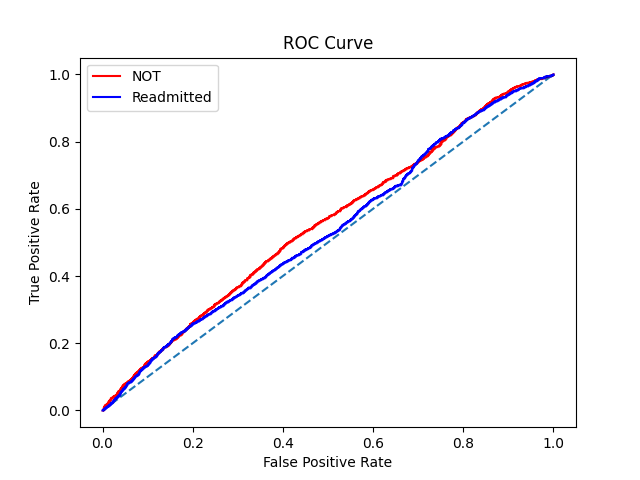 ROC Curve
NOT
Readmitted
True Positive Rate
1.0
0.8
0.6
0.4
0.2
0.0
0.0 0.2 0.4 0.6 0.8 1.0
False Positive Rate